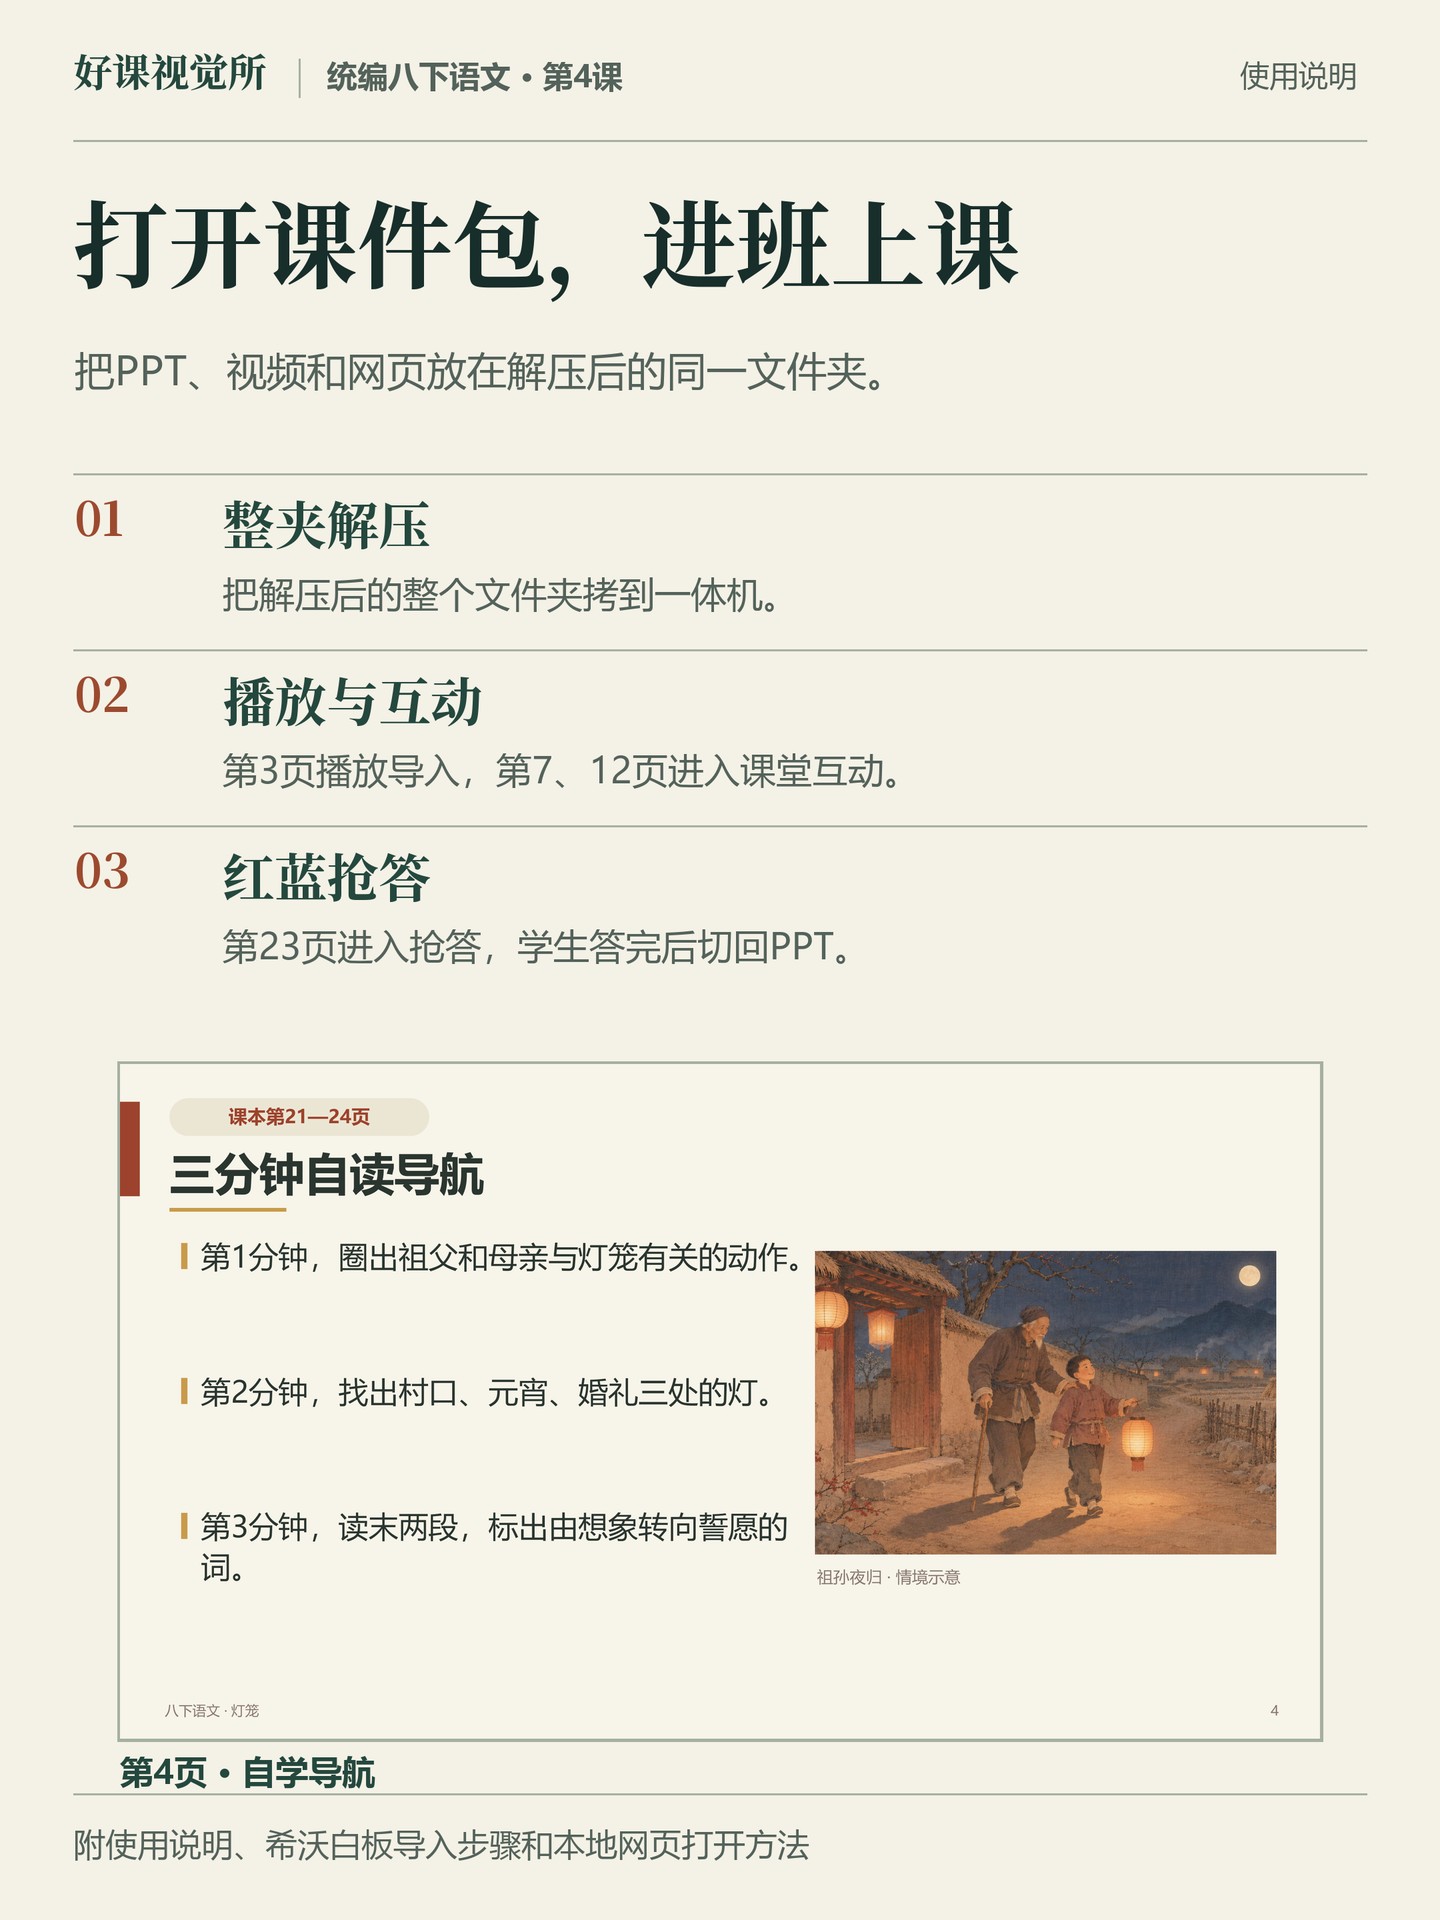 好课视觉所
统编八下语文·第4课
使用说明
打开课件包，进班上课
把PPT、视频和网页放在解压后的同一文件夹。
01
整夹解压
把解压后的整个文件夹拷到一体机。
02
播放与互动
第3页播放导入，第7、12页进入课堂互动。
03
红蓝抢答
第23页进入抢答，学生答完后切回PPT。
课本第21—24页
三分钟自读导航
第1分钟，圈出祖父和母亲与灯笼有关的动作。
第2分钟，找出村口、元宵、婚礼三处的灯。
第3分钟，读末两段，标出由想象转向誓愿的
词。
祖孙夜归·情境示意
八下语文·灯笼
4
第4页·自学导航
附使用说明、希沃白板导入步骤和本地网页打开方法